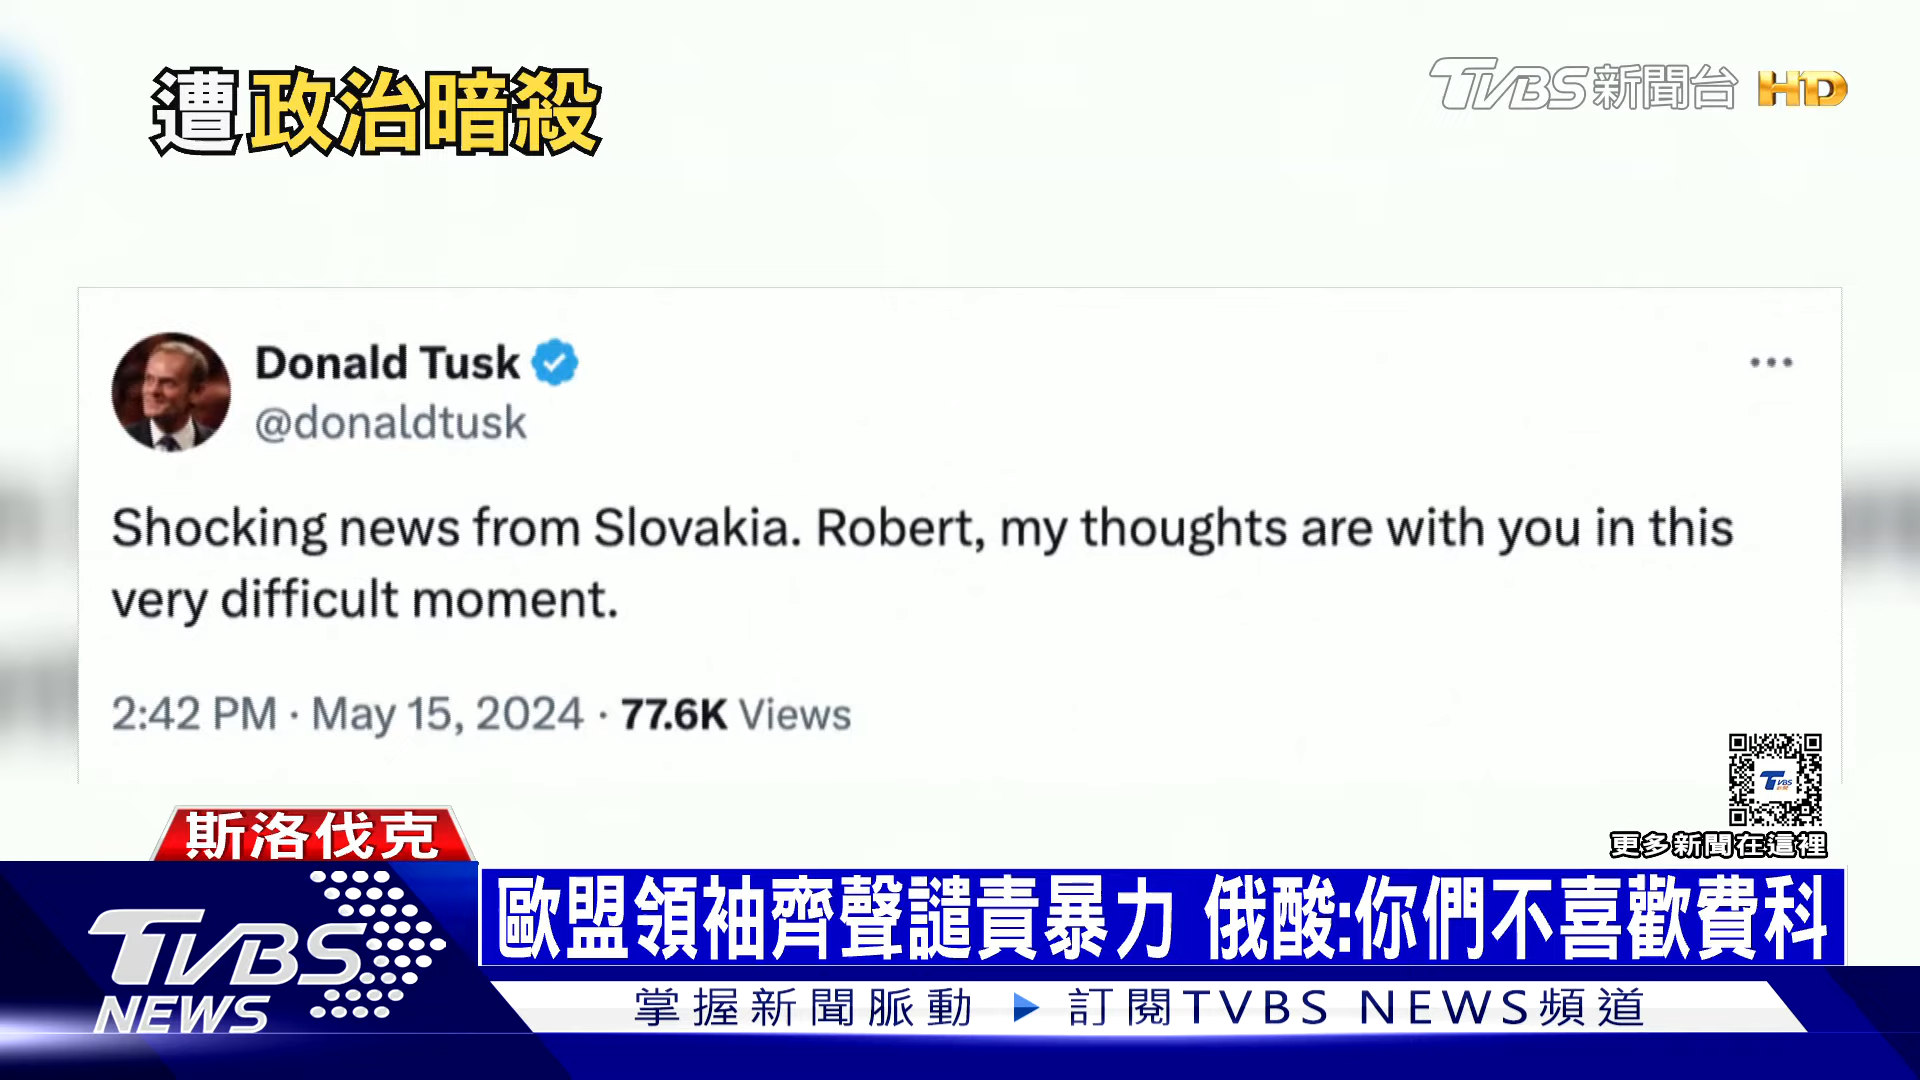 遭政治暗殺
TVBS新聞台 HD
Donald Tusk
@donaldtusk
Shocking news from Slovakia. Robert, my thoughts are with you in this
very difficult moment.
2:42 PM · May 15, 2024 · 77.6K Views
TVBS
新聞
更多新聞在這裡
斯洛伐克
歐盟領袖齊聲譴責暴力 俄酸:你們不喜歡費科
TVBS
NEWS
掌握新聞脈動 ▶ 訂閱TVBS NEWS頻道